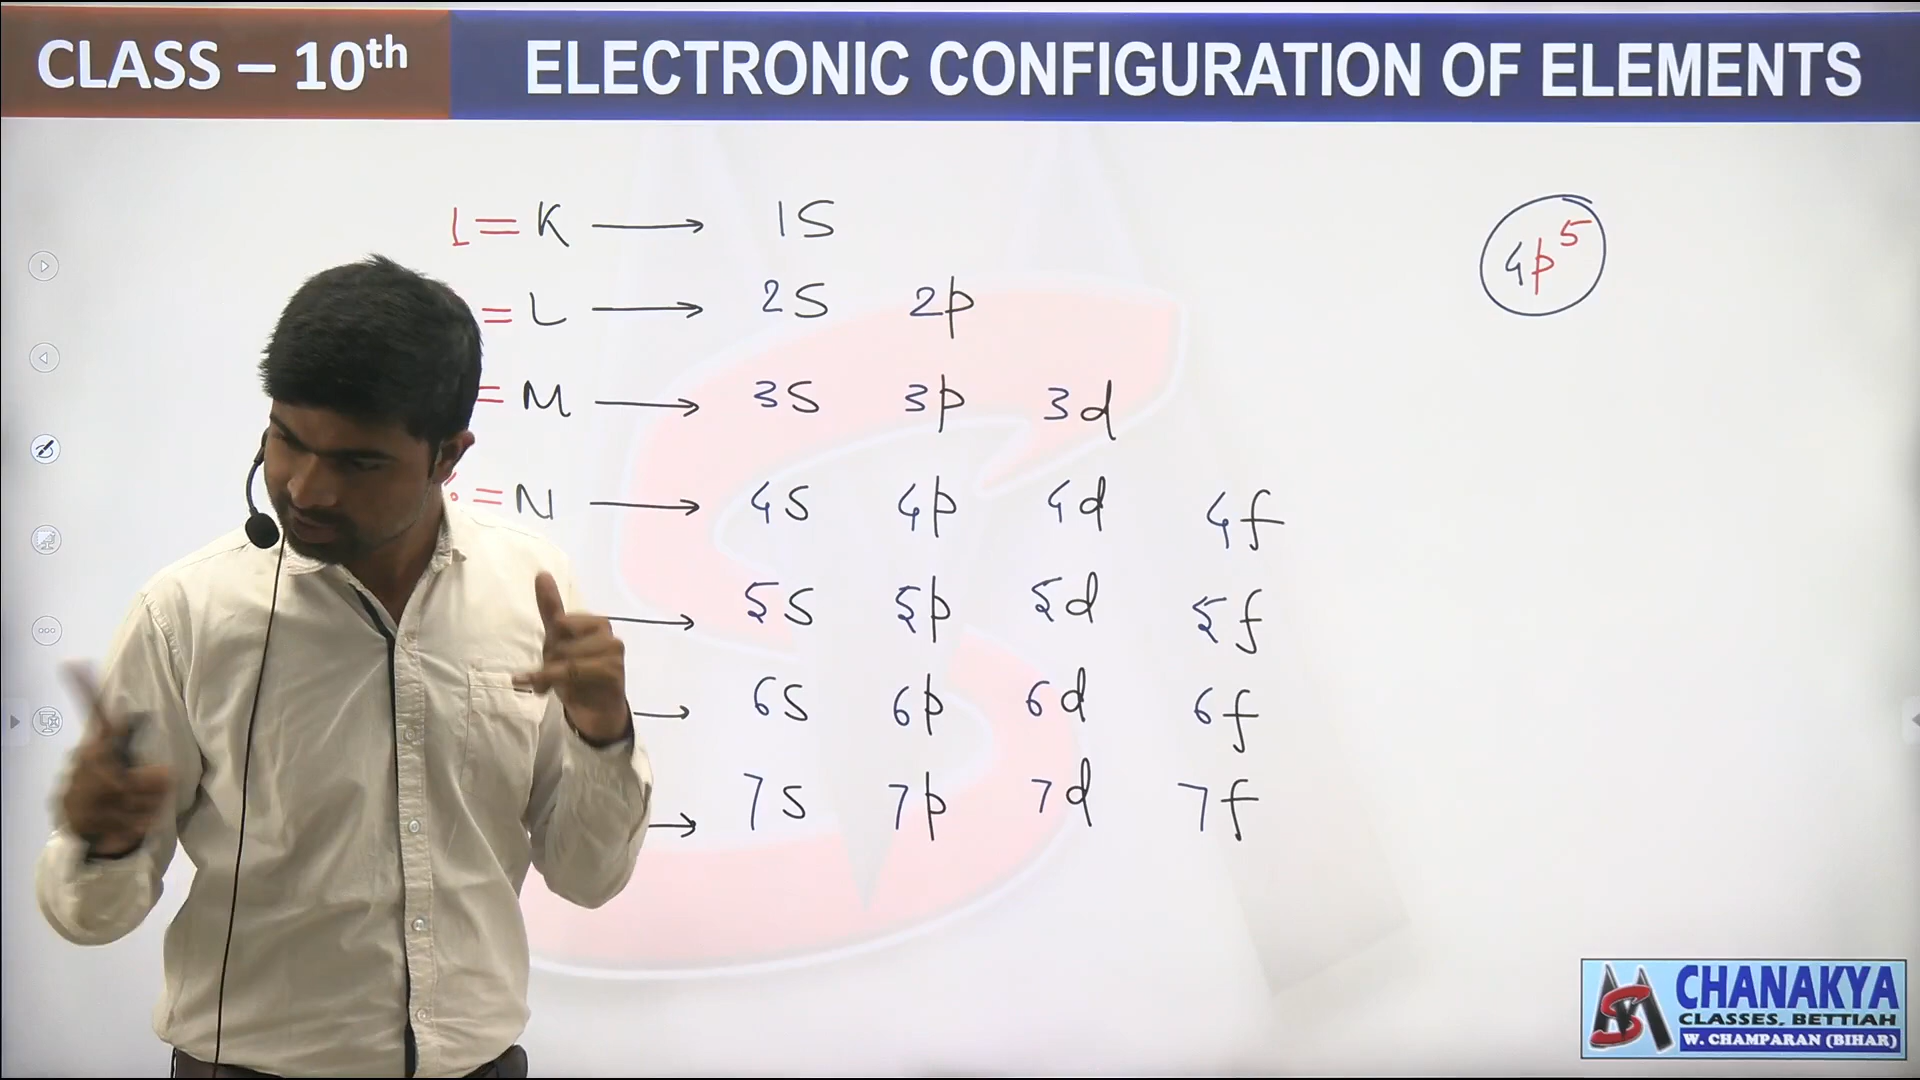 CLASS – 10th
ELECTRONIC CONFIGURATION OF ELEMENTS
1 = K → 1S
4p⁵
= L → 2S 2p
= M → 3S 3p 3d
= N → 4S 4p 4d 4f
→ 5S 5p 5d 5f
→ 6S 6p 6d 6f
→ 7S 7p 7d 7f
CHANAKYA
CLASSES, BETTIAH
W. CHAMPARAN (BIHAR)